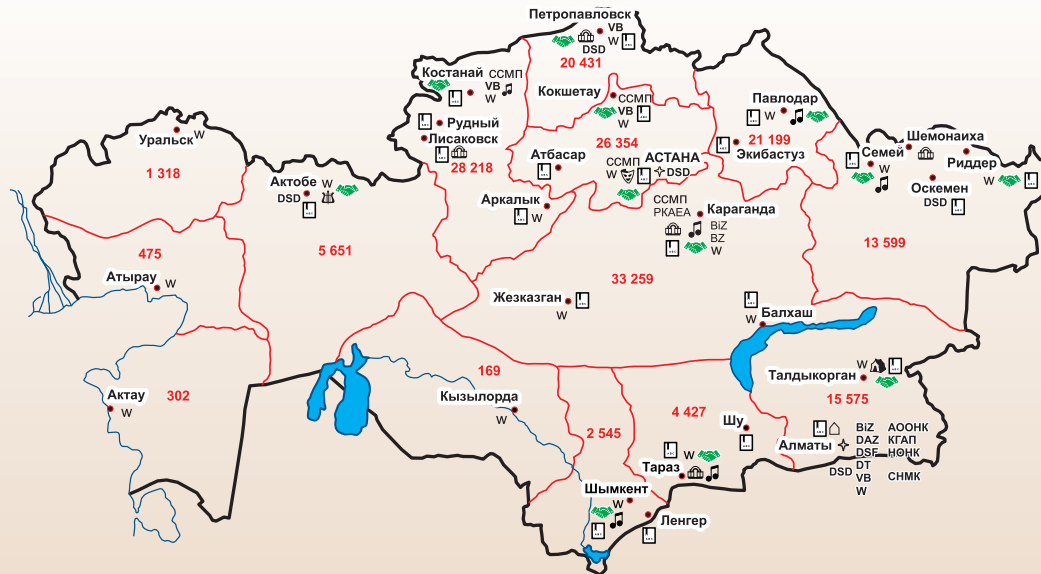 Петропавловск
VB
W
DSD
20 431
Костанай
ССМП
VB
W
Рудный
Лисаковск
28 218
Кокшетау
ССМП
VB
W
26 354
Атбасар
ССМП
W
АСТАНА
DSD
Павлодар
W
21 199
Экибастуз
Шемонаиха
Семей
W
Риддер
W
Оскемен
DSD
13 599
Уральск
W
1 318
Актобе
W
DSD
5 651
Аркалык
W
ССМП
РКАЕА
Караганда
BiZ
BZ
W
33 259
475
Атырау
W
Жезказган
W
W
Балхаш
302
Актау
W
169
Кызылорда
W
2 545
4 427
Шу
W
Тараз
Шымкент
W
Ленгер
W
Талдыкорган
15 575
Алматы
DSD
BiZ АООНК
DAZ КГАП
DSF НОНК
DT
VB СНМК
W